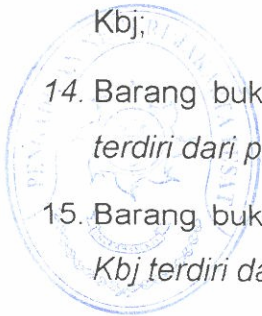 Kbj;
14. Barang buk
terdiri dari p
15. Barang buk
Kbj terdiri da